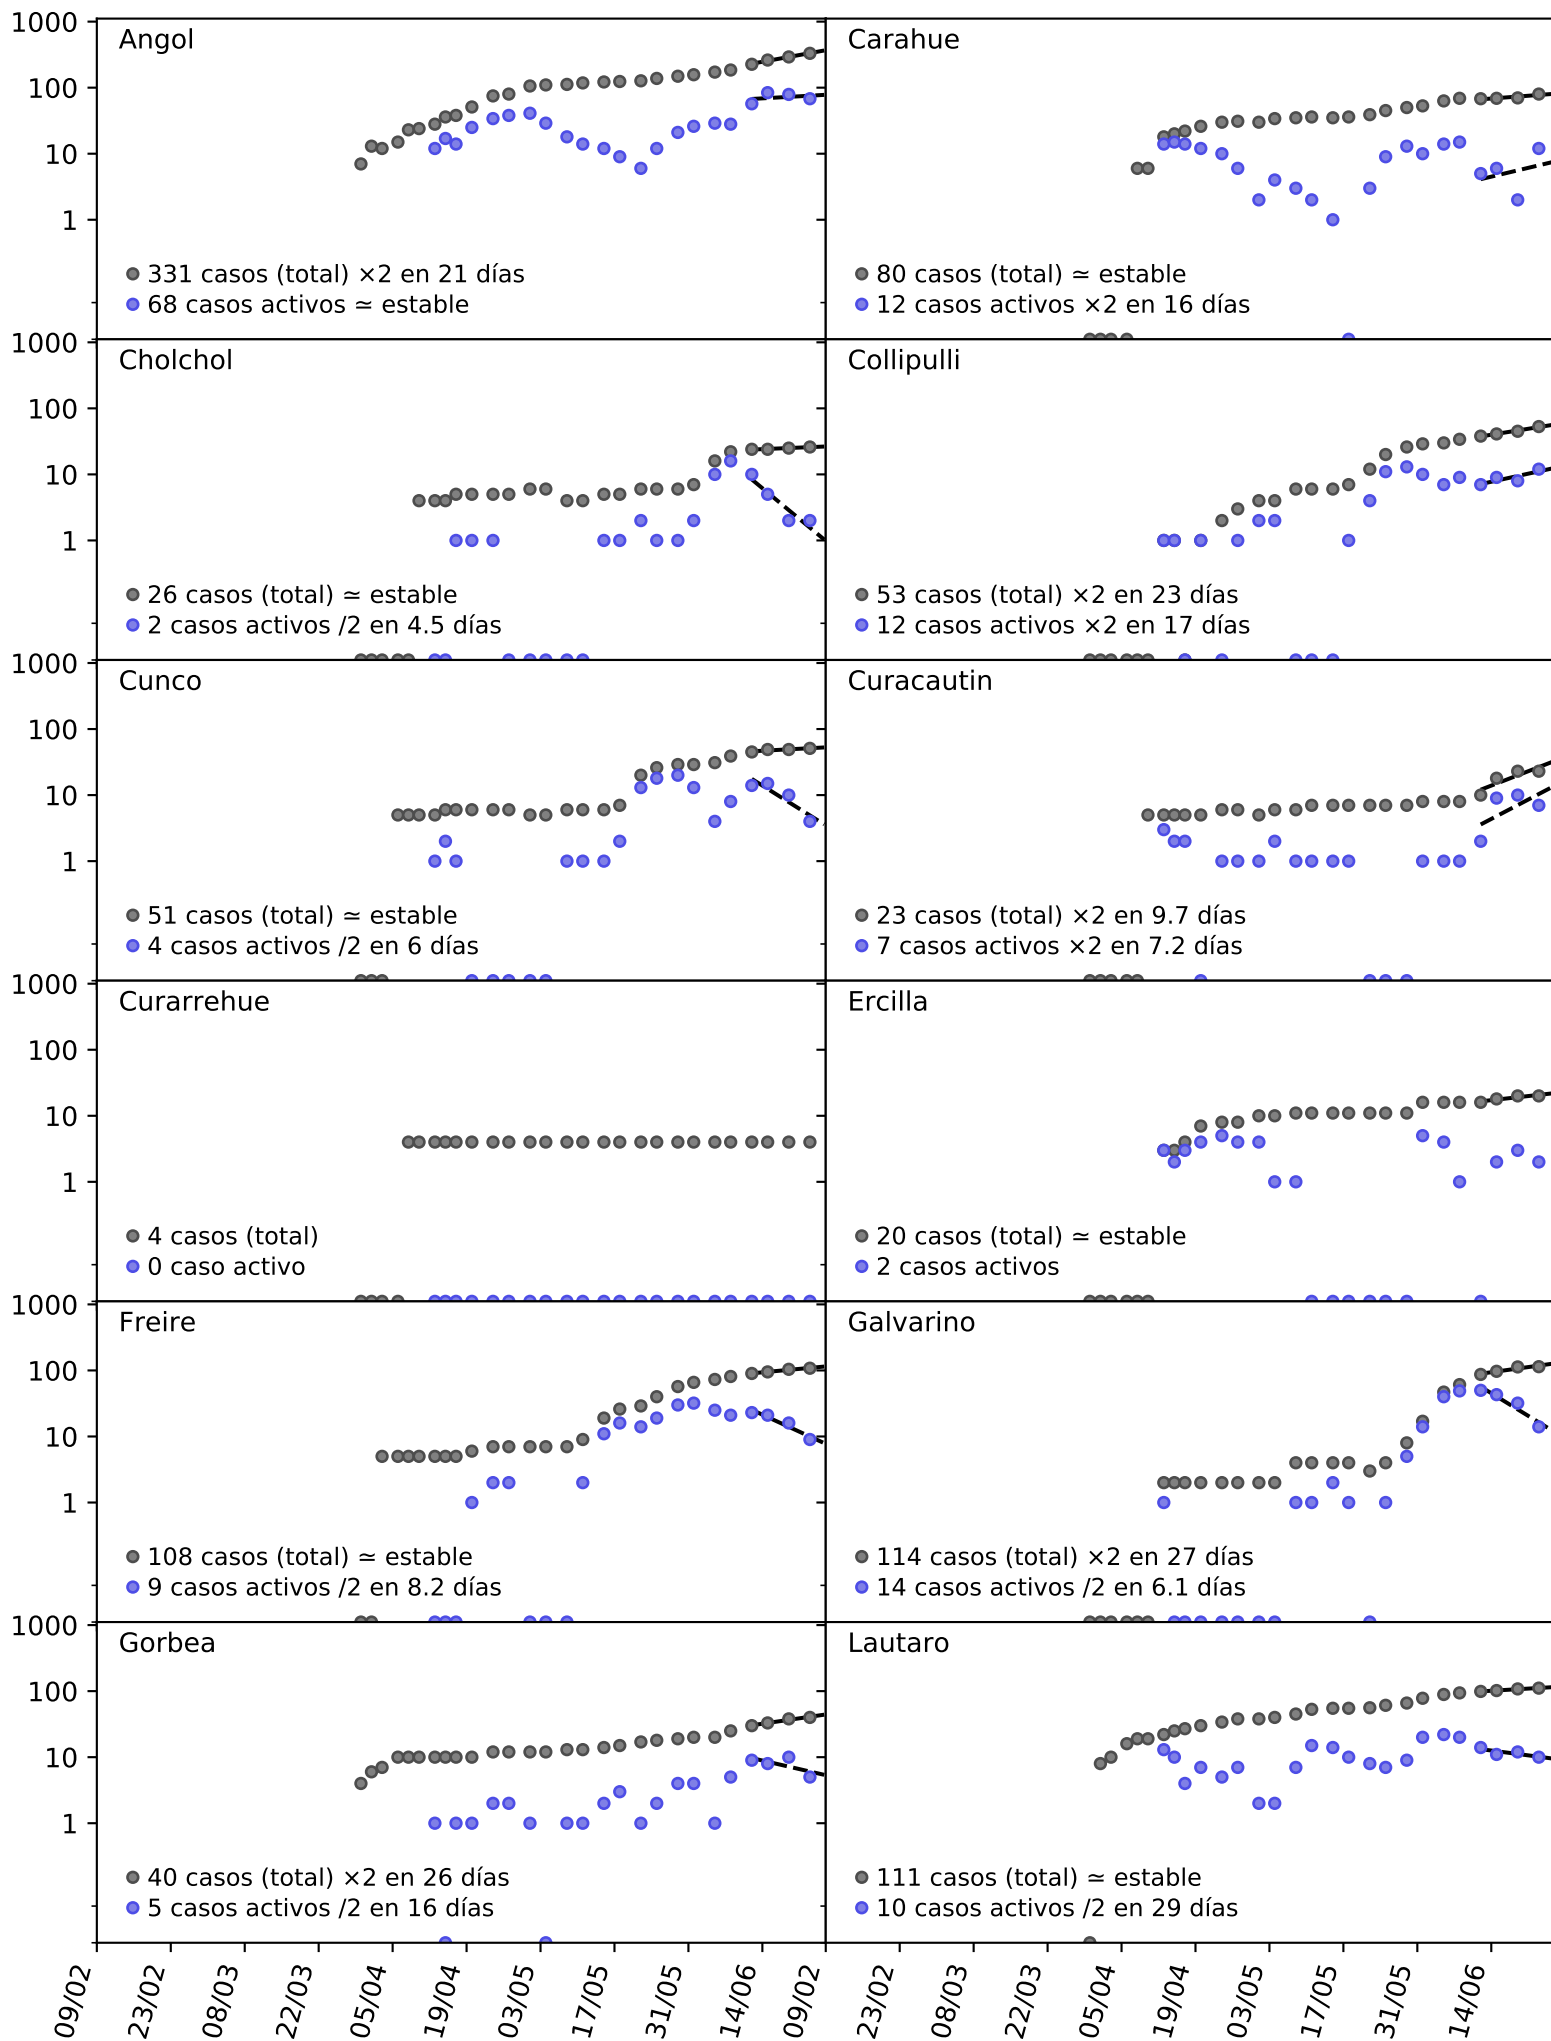 1000
100
10
1
Angol
331 casos (total) ×2 en 21 días
68 casos activos ≃ estable
Carahue
80 casos (total) ≃ estable
12 casos activos ×2 en 16 días
1000
100
10
1
Cholchol
26 casos (total) ≃ estable
2 casos activos /2 en 4.5 días
Collipulli
53 casos (total) ×2 en 23 días
12 casos activos ×2 en 17 días
1000
100
10
1
Cunco
51 casos (total) ≃ estable
4 casos activos /2 en 6 días
Curacautin
23 casos (total) ×2 en 9.7 días
7 casos activos ×2 en 7.2 días
1000
100
10
1
Curarrehue
4 casos (total)
0 caso activo
Ercilla
20 casos (total) ≃ estable
2 casos activos
1000
100
10
1
Freire
108 casos (total) ≃ estable
9 casos activos /2 en 8.2 días
Galvarino
114 casos (total) ×2 en 27 días
14 casos activos /2 en 6.1 días
1000
100
10
1
Gorbea
40 casos (total) ×2 en 26 días
5 casos activos /2 en 16 días
Lautaro
111 casos (total) ≃ estable
10 casos activos /2 en 29 días
09/02 23/02 08/03 22/03 05/04 19/04 03/05 17/05 31/05 14/06 09/02 23/02 08/03 22/03 05/04 19/04 03/05 17/05 31/05 14/06